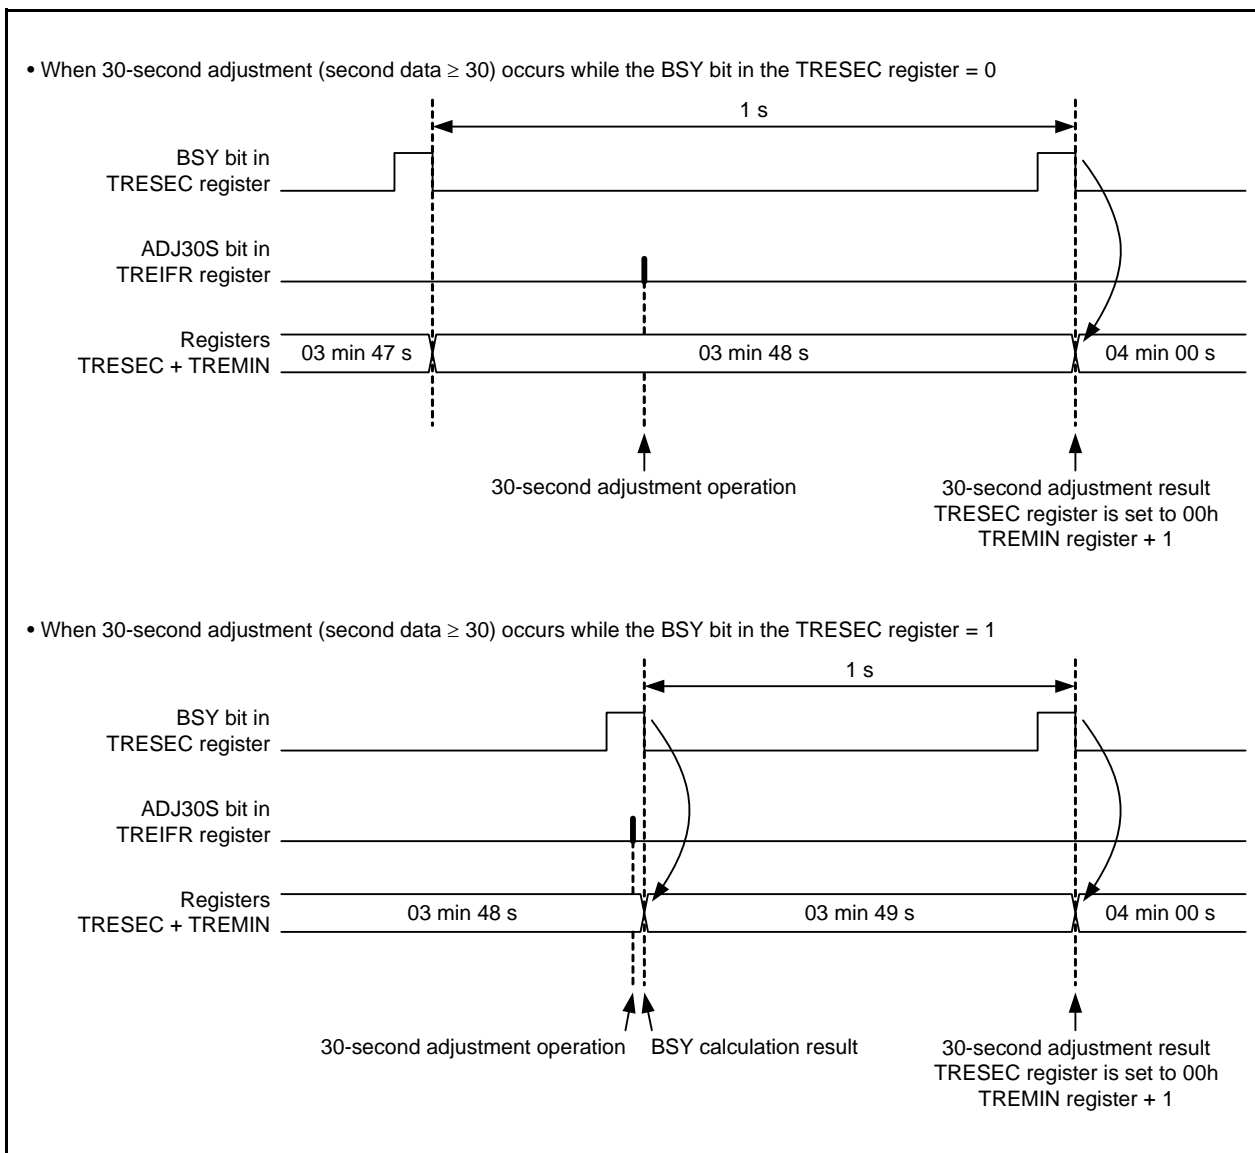 • When 30-second adjustment (second data ≥ 30) occurs while the BSY bit in the TRESEC register = 0
1 s
BSY bit in
TRESEC register
ADJ30S bit in
TREIFR register
Registers
TRESEC + TREMIN
03 min 47 s
03 min 48 s
04 min 00 s
30-second adjustment operation
30-second adjustment result
TRESEC register is set to 00h
TREMIN register + 1
• When 30-second adjustment (second data ≥ 30) occurs while the BSY bit in the TRESEC register = 1
1 s
BSY bit in
TRESEC register
ADJ30S bit in
TREIFR register
Registers
TRESEC + TREMIN
03 min 48 s
03 min 49 s
04 min 00 s
30-second adjustment operation
BSY calculation result
30-second adjustment result
TRESEC register is set to 00h
TREMIN register + 1